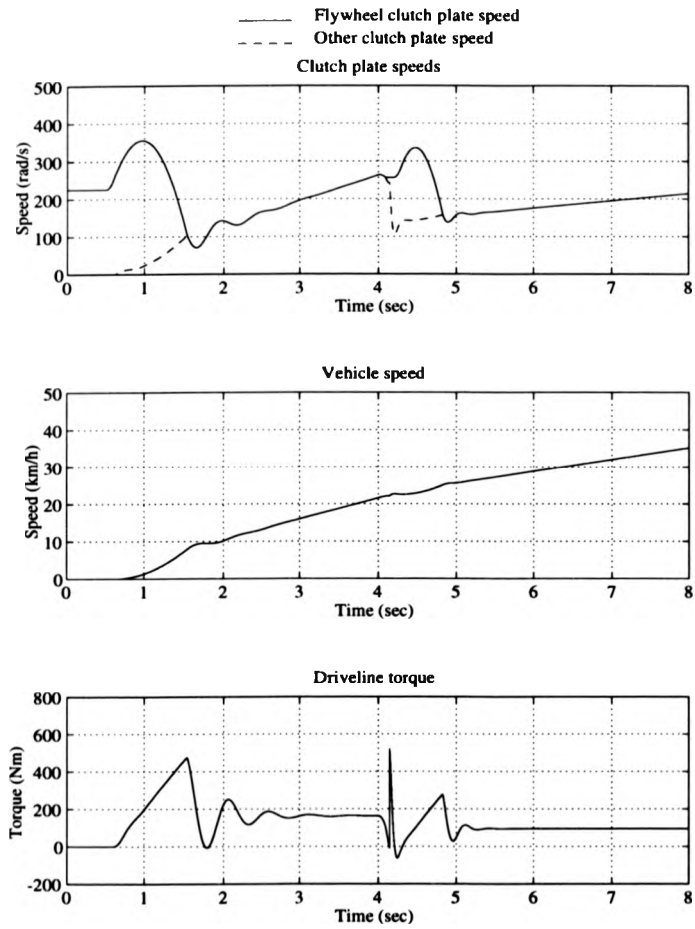 Flywheel clutch plate speed
Other clutch plate speed
Clutch plate speeds
500
400
300
200
100
0
Speed (rad/s)
0 1 2 3 4 5 6 7 8
Time (sec)
Vehicle speed
50
40
30
20
10
0
Speed (km/h)
0 1 2 3 4 5 6 7 8
Time (sec)
Driveline torque
800
600
400
200
0
-200
Torque (Nm)
0 1 2 3 4 5 6 7 8
Time (sec)